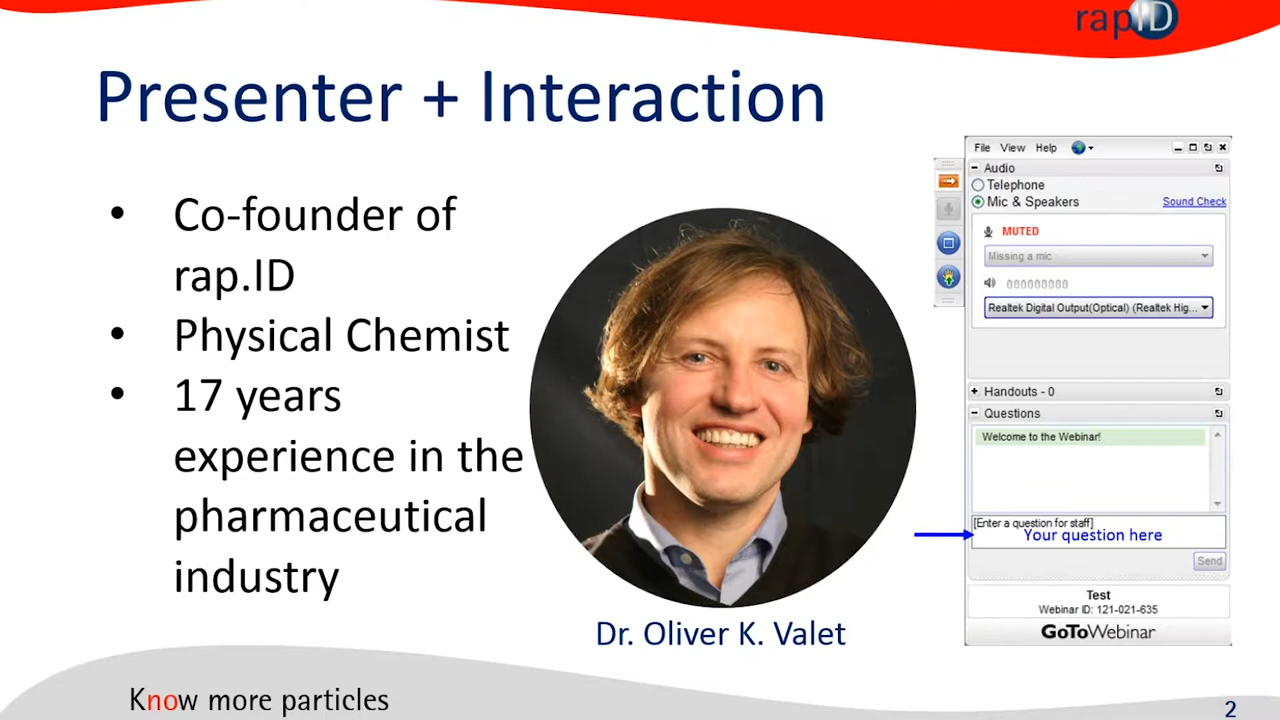 rapID
Presenter + Interaction
• Co-founder of
rap.ID
• Physical Chemist
• 17 years
experience in the
pharmaceutical
industry
Dr. Oliver K. Valet
File View Help
Audio
Telephone
Mic & Speakers Sound Check
MUTED
Missing a mic
000000000
Realtek Digital Output(Optical) (Realtek Hig...
Handouts - 0
Questions
Welcome to the Webinar!
[Enter a question for staff]
Your question here
Send
Test
Webinar ID: 121-021-635
GoToWebinar
Know more particles
2